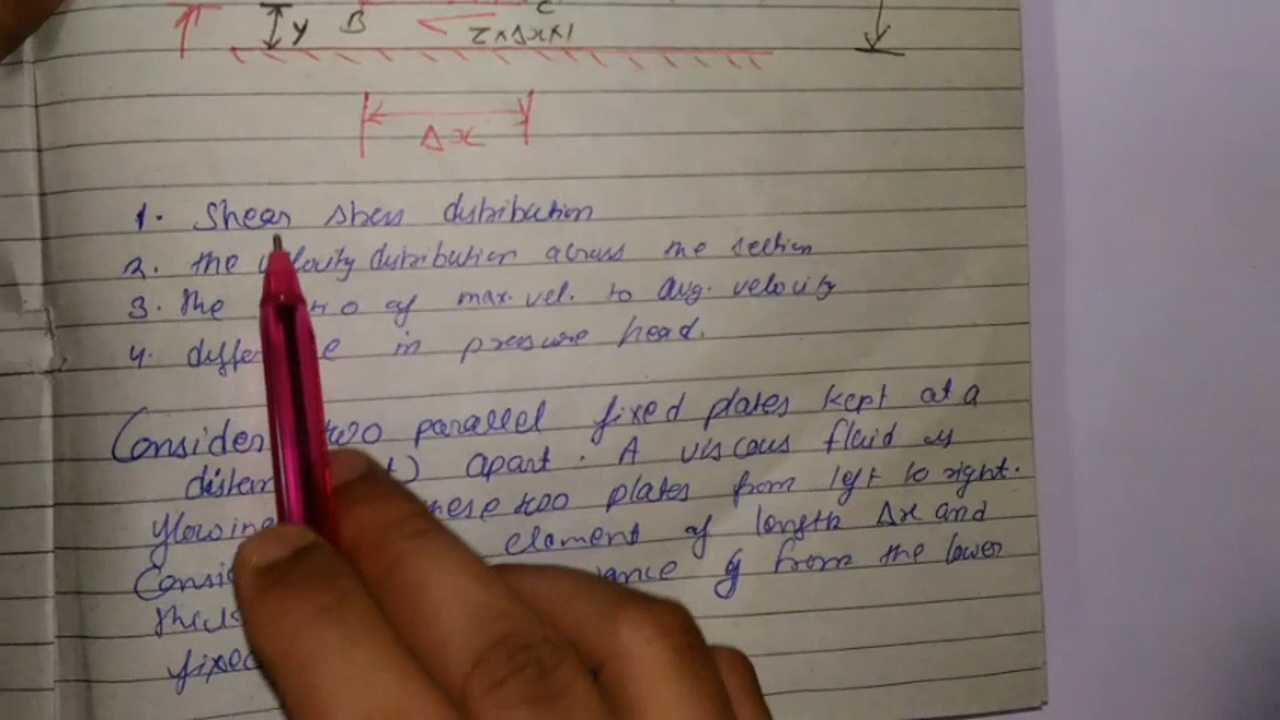 y B C
τ×Δx×1
Δx
1. Shear stress distribution
2. the velocity distribution across the section
3. the of max. vel. to avg. velocity
4. in pressure head.
Consider two parallel fixed plates kept at a
t) apart. A viscous fluid is
flowing these two plates from left to right.
element of length Δx and
y from the lower
fixed